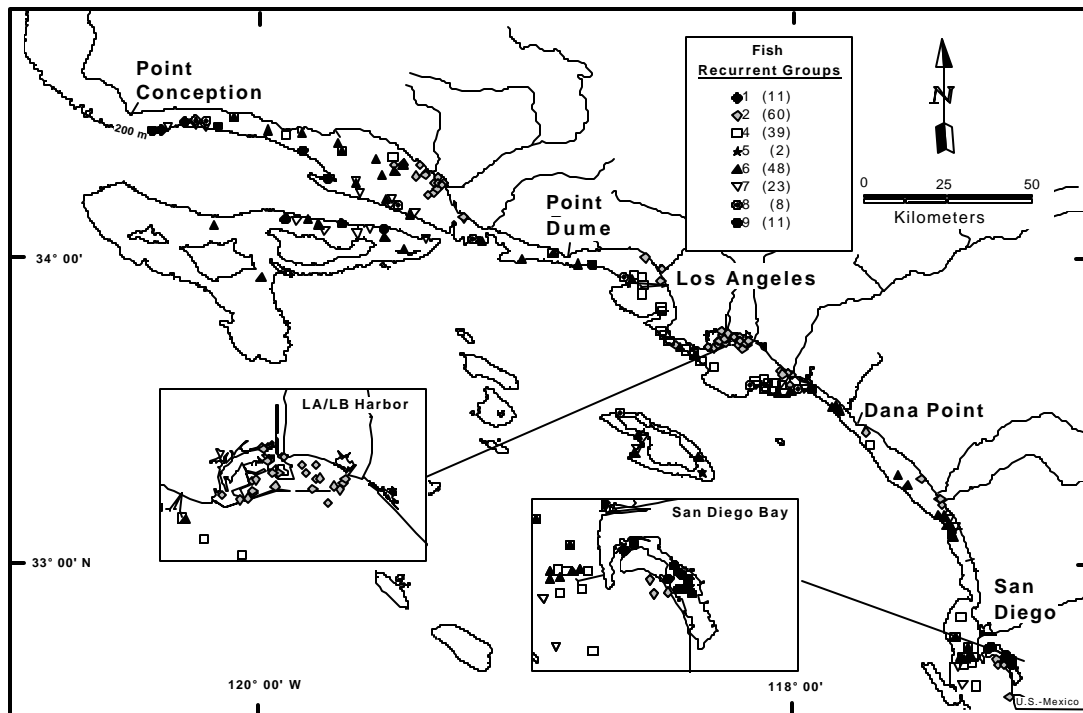 Point
Conception
200 m
Fish
Recurrent Groups
1 (11)
2 (60)
4 (39)
5 (2)
6 (48)
7 (23)
8 (8)
9 (11)
N
0 25 50
Kilometers
Point
Dume
34° 00'
Los Angeles
LA/LB Harbor
Dana Point
San Diego Bay
33° 00' N
San
Diego
120° 00' W
118° 00'
U.S.-Mexico